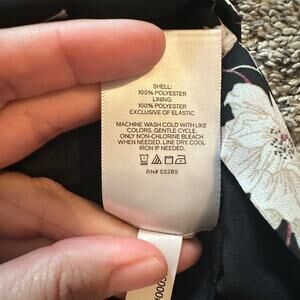 SHELL:
100% POLYESTER
LINING:
100% POLYESTER
EXCLUSIVE OF ELASTIC
MACHINE WASH COLD WITH LIKE
COLORS, GENTLE CYCLE.
ONLY NON-CHLORINE BLEACH
WHEN NEEDED. LINE DRY. COOL
IRON IF NEEDED.
RN# 55285